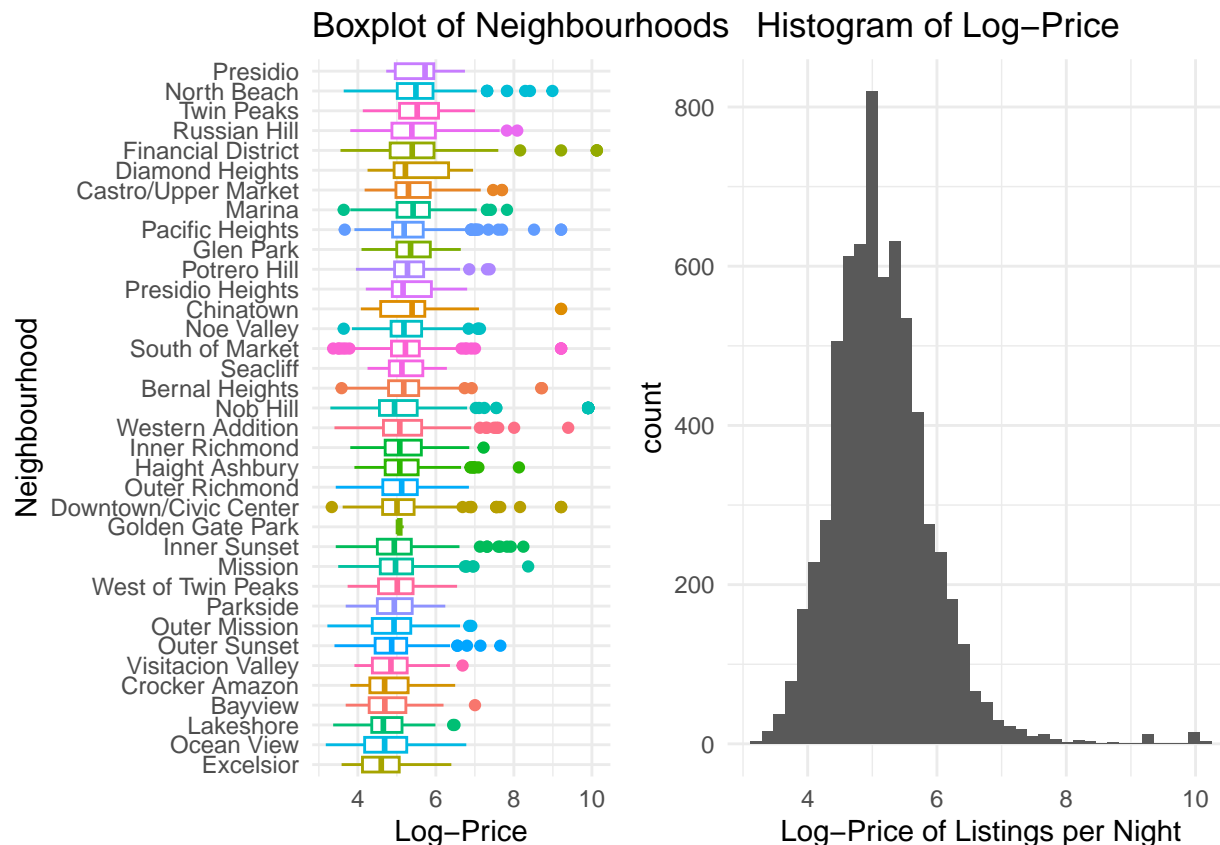 Boxplot of Neighbourhoods
Neighbourhood
Presidio
North Beach
Twin Peaks
Russian Hill
Financial District
Diamond Heights
Castro/Upper Market
Marina
Pacific Heights
Glen Park
Potrero Hill
Presidio Heights
Chinatown
Noe Valley
South of Market
Seacliff
Bernal Heights
Nob Hill
Western Addition
Inner Richmond
Haight Ashbury
Outer Richmond
Downtown/Civic Center
Golden Gate Park
Inner Sunset
Mission
West of Twin Peaks
Parkside
Outer Mission
Outer Sunset
Visitacion Valley
Crocker Amazon
Bayview
Lakeshore
Ocean View
Excelsior
4 6 8 10
Log−Price
Histogram of Log−Price
count
800
600
400
200
0
4 6 8 10
Log−Price of Listings per Night